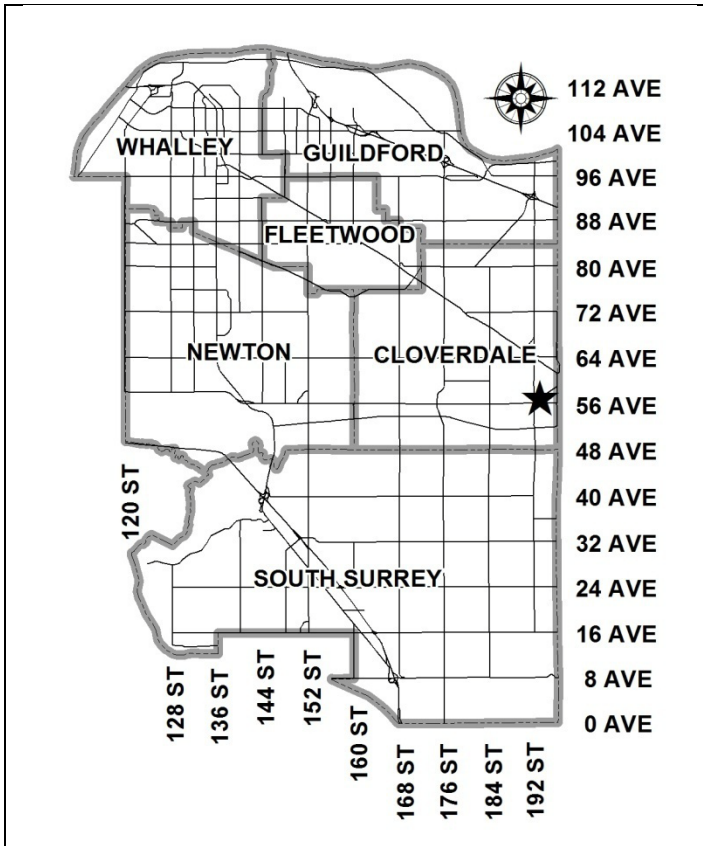 112 AVE
104 AVE
WHALLEY
GUILDFORD
96 AVE
88 AVE
FLEETWOOD
80 AVE
72 AVE
NEWTON
CLOVERDALE
64 AVE
56 AVE
48 AVE
120 ST
40 AVE
32 AVE
SOUTH SURREY
24 AVE
16 AVE
8 AVE
0 AVE
128 ST
136 ST
144 ST
152 ST
160 ST
168 ST
176 ST
184 ST
192 ST